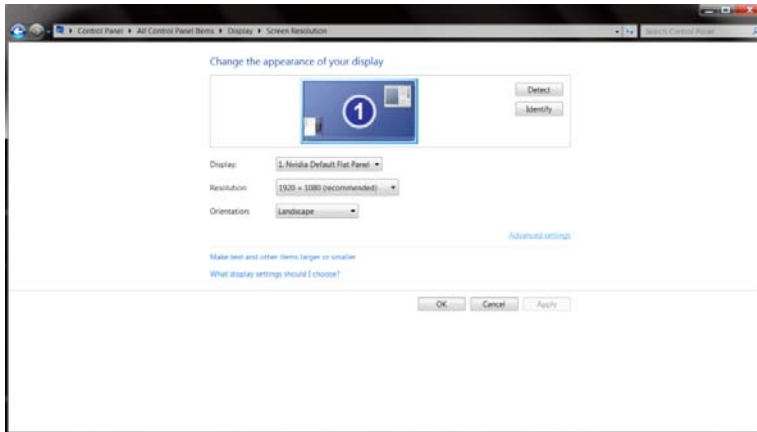 Control Panel ▸ All Control Panel Items ▸ Display ▸ Screen Resolution
Search Control Panel
Change the appearance of your display
1
Detect
Identify
Display: 1. Nvidia Default Flat Panel
Resolution: 1920 × 1080 (recommended)
Orientation: Landscape
Advanced settings
Make text and other items larger or smaller
What display settings should I choose?
OK Cancel Apply